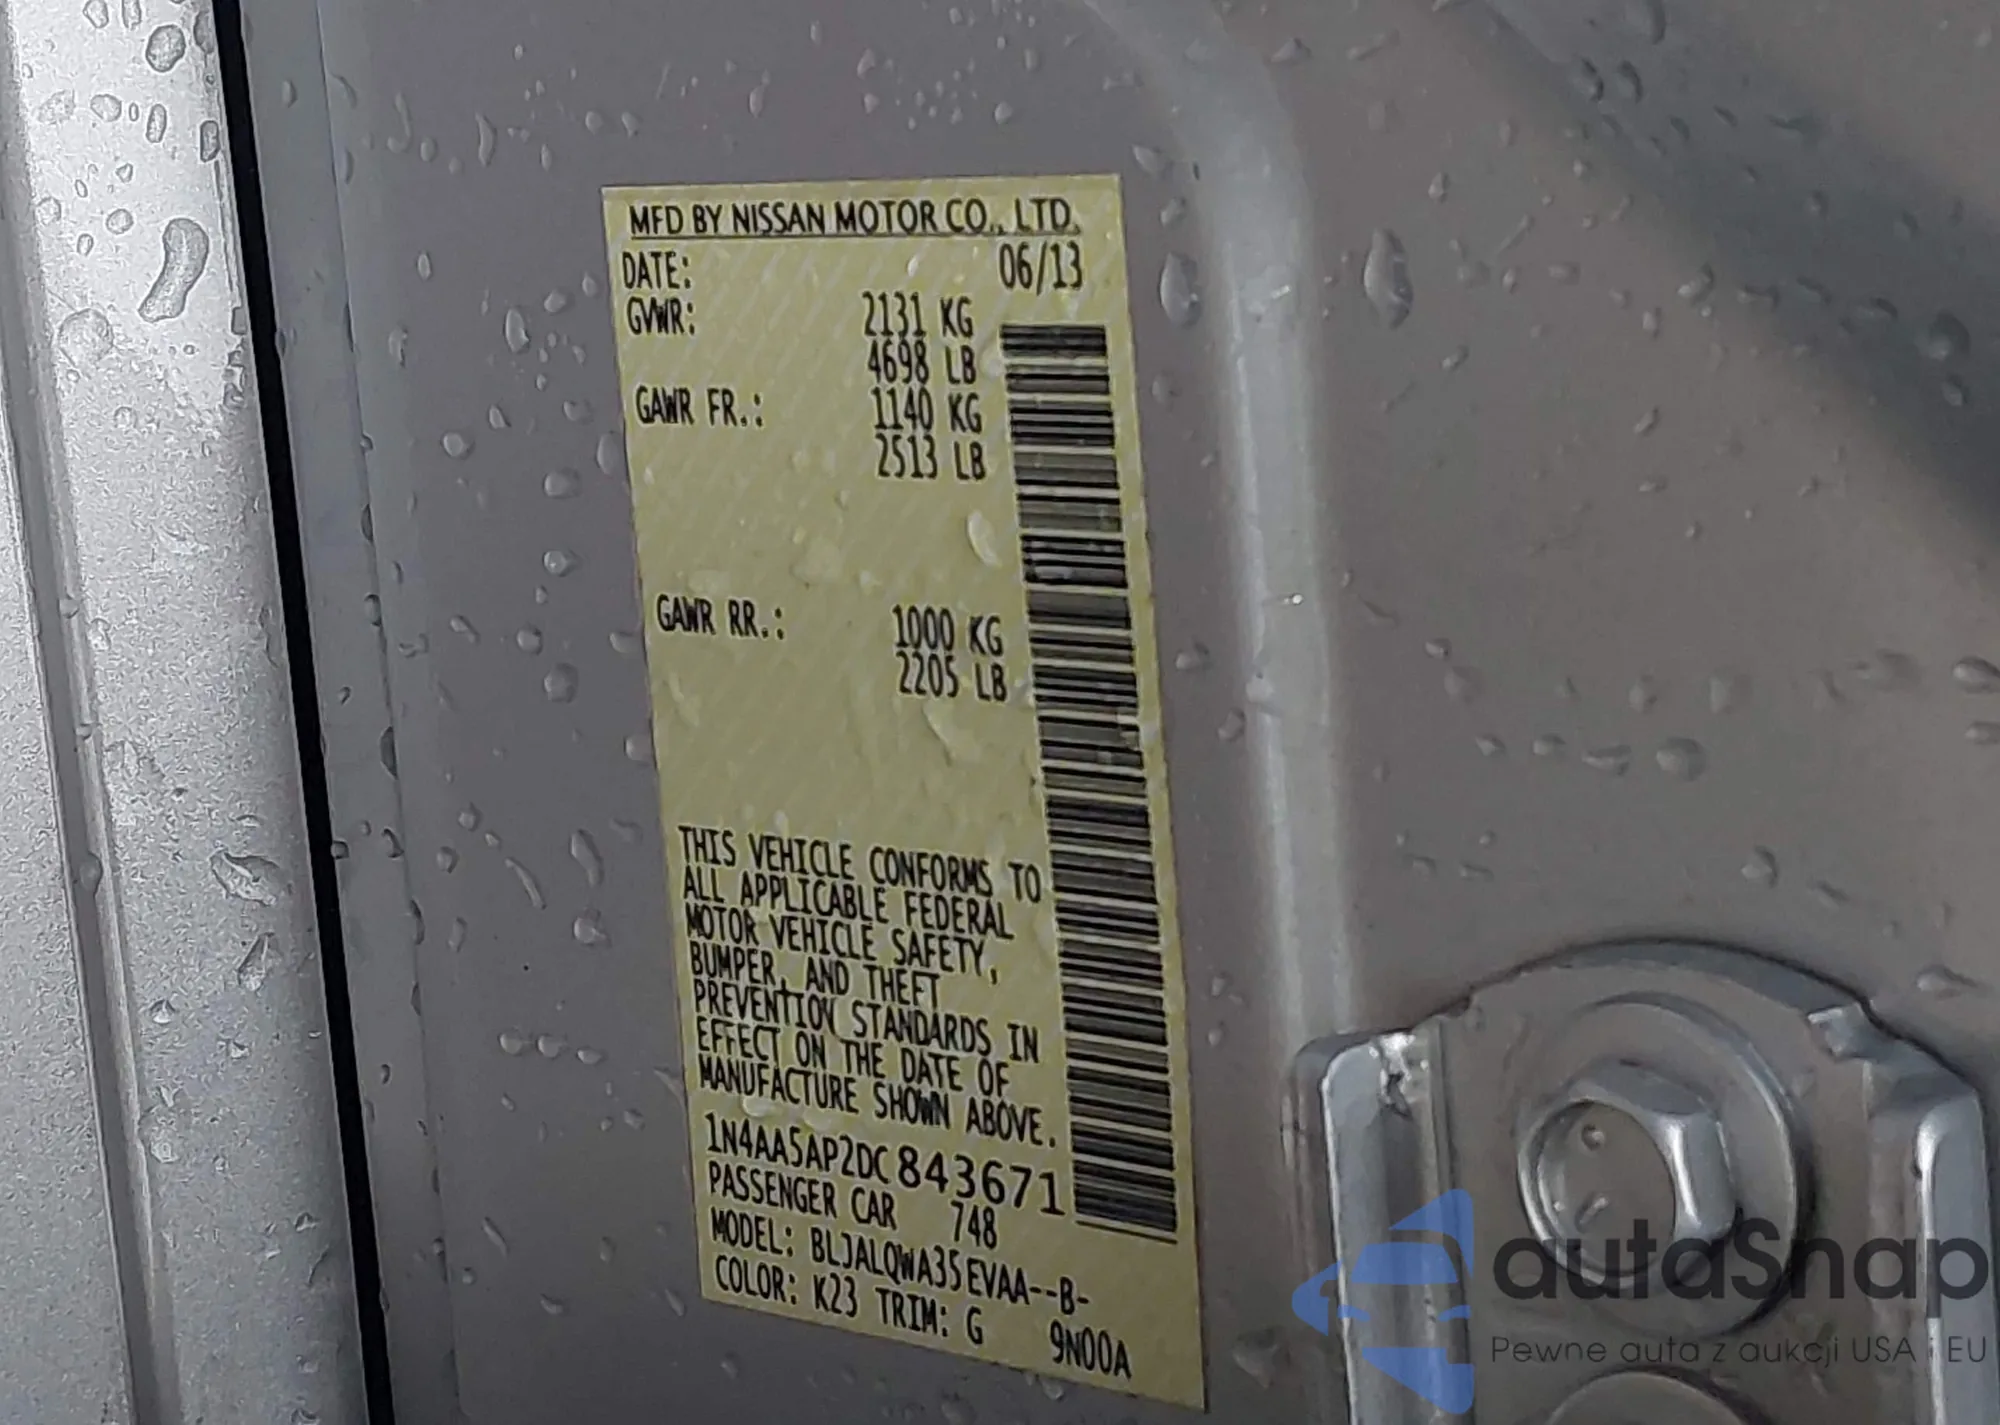 MFD BY NISSAN MOTOR CO., LTD.
DATE: 06/13
GVWR: 2131 KG
4698 LB
GAWR FR.: 1140 KG
2513 LB
GAWR RR.: 1000 KG
2205 LB
THIS VEHICLE CONFORMS TO
ALL APPLICABLE FEDERAL
MOTOR VEHICLE SAFETY,
BUMPER, AND THEFT
PREVENTION STANDARDS IN
EFFECT ON THE DATE OF
MANUFACTURE SHOWN ABOVE.
1N4AA5AP2DC843671
PASSENGER CAR 748
MODEL: BLJALQWA35EVAA--B-
COLOR: K23 TRIM: G 9N00A
autaSnap
Pewne auta z aukcji USA i EU